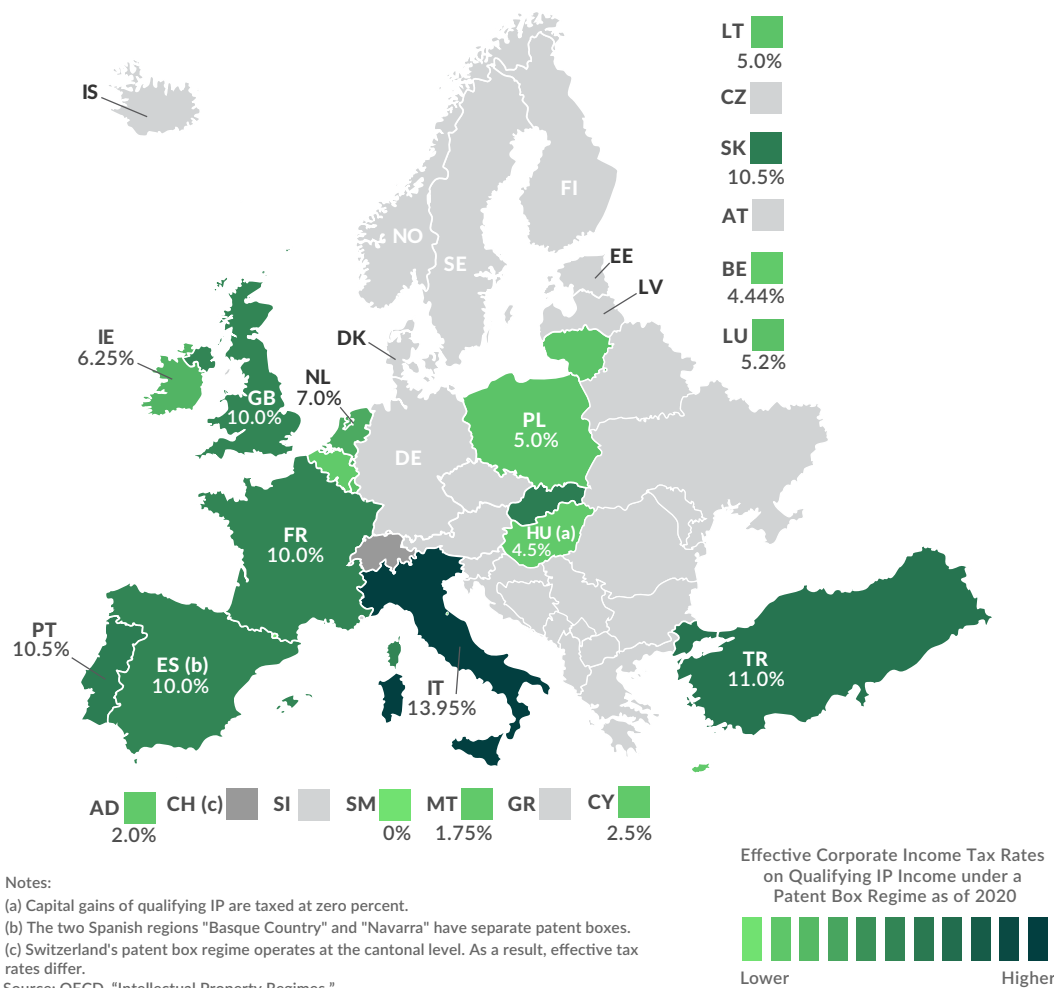 LT
5.0%
CZ
SK
10.5%
AT
BE
4.44%
LU
5.2%
IS
FI
NO
SE
EE
LV
DK
IE
6.25%
NL
7.0%
GB
10.0%
PL
5.0%
DE
FR
10.0%
HU (a)
4.5%
PT
10.5%
ES (b)
10.0%
IT
13.95%
TR
11.0%
AD
2.0%
CH (c)
SI
SM
0%
MT
1.75%
GR
CY
2.5%
Effective Corporate Income Tax Rates
on Qualifying IP Income under a
Patent Box Regime as of 2020
Lower
Higher
Notes:
(a) Capital gains of qualifying IP are taxed at zero percent.
(b) The two Spanish regions "Basque Country" and "Navarra" have separate patent boxes.
(c) Switzerland's patent box regime operates at the cantonal level. As a result, effective tax
rates differ.
Source: OECD, “Intellectual Property Regimes.”